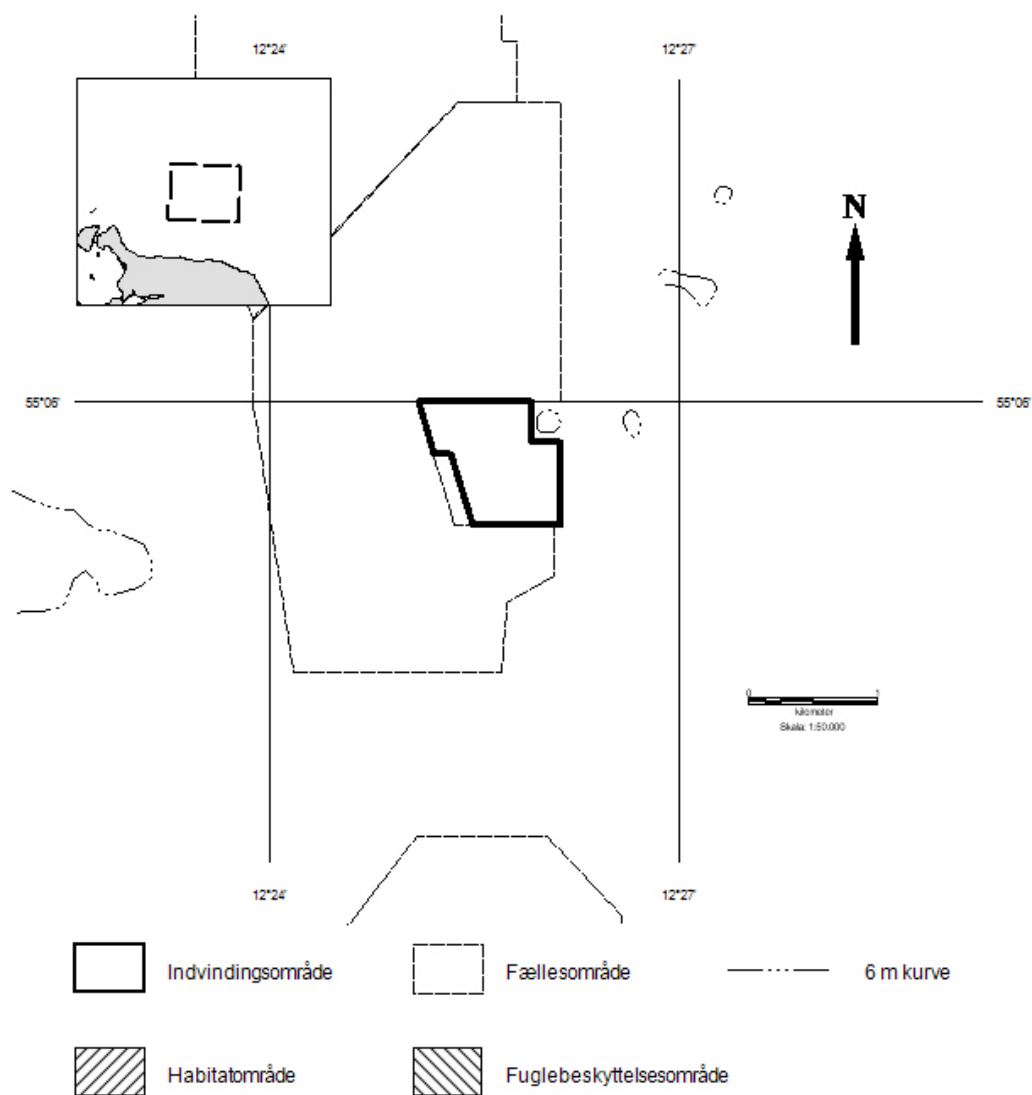 12°24' 12°27'
N
55°06' 55°06'
0 1
kilometer
Skala: 1:50.000
12°24' 12°27'
Indvindingsområde Fællesområde 6 m kurve
Habitatområde Fuglebeskyttelsesområde